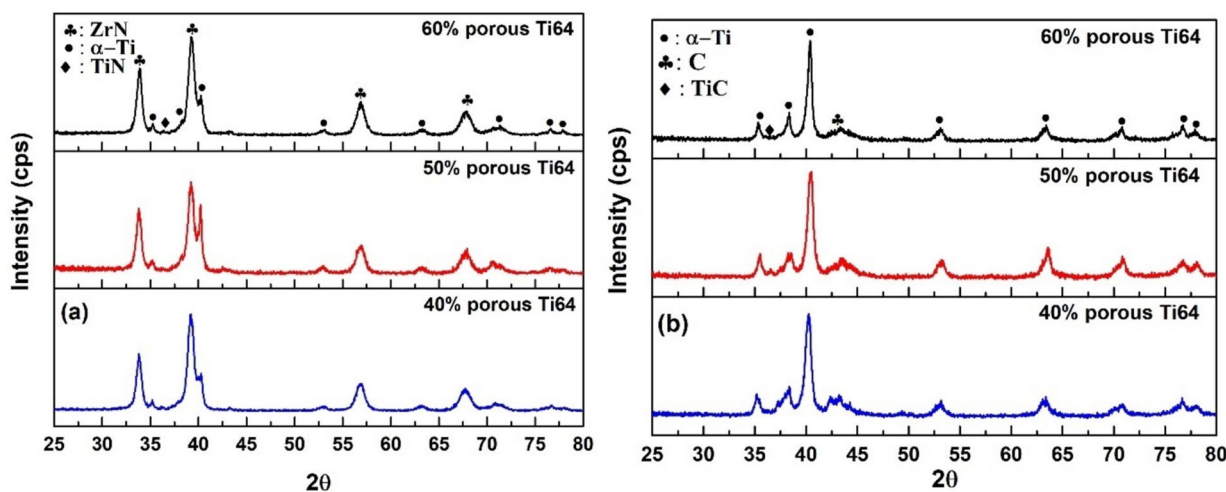 ♣: ZrN
•: α–Ti
♦: TiN
60% porous Ti64
50% porous Ti64
40% porous Ti64
(a)
Intensity (cps)
25 30 35 40 45 50 55 60 65 70 75 80
2θ
•: α–Ti
♣: C
♦ : TiC
60% porous Ti64
50% porous Ti64
40% porous Ti64
(b)
Intensity (cps)
25 30 35 40 45 50 55 60 65 70 75 80
2θ